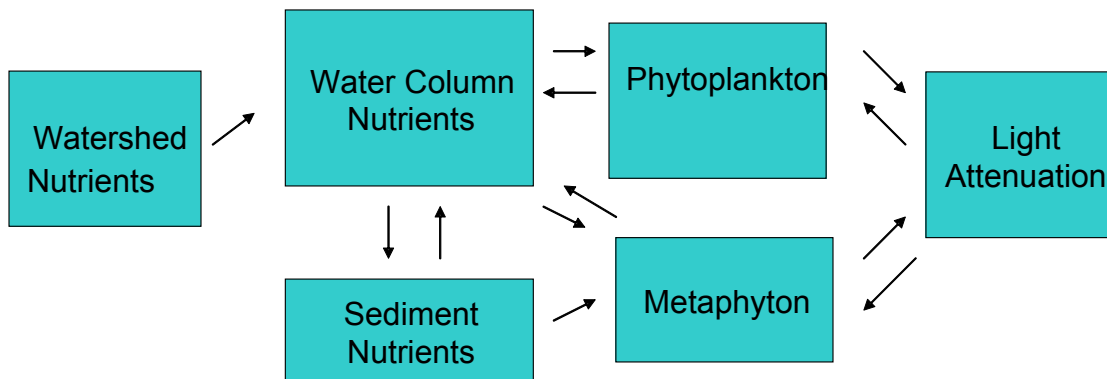 Watershed
Nutrients
Water Column
Nutrients
Phytoplankton
Light
Attenuation
Sediment
Nutrients
Metaphyton